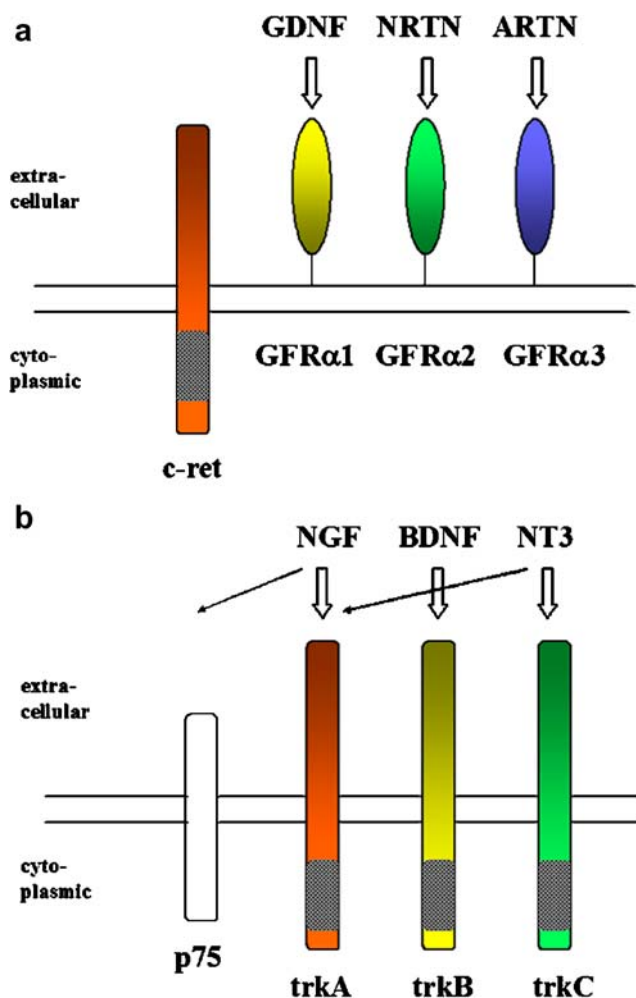 a
GDNF NRTN ARTN
extra-
cellular
cyto-
plasmic
GFRα1 GFRα2 GFRα3
c-ret
b
NGF BDNF NT3
extra-
cellular
cyto-
plasmic
p75
trkA trkB trkC